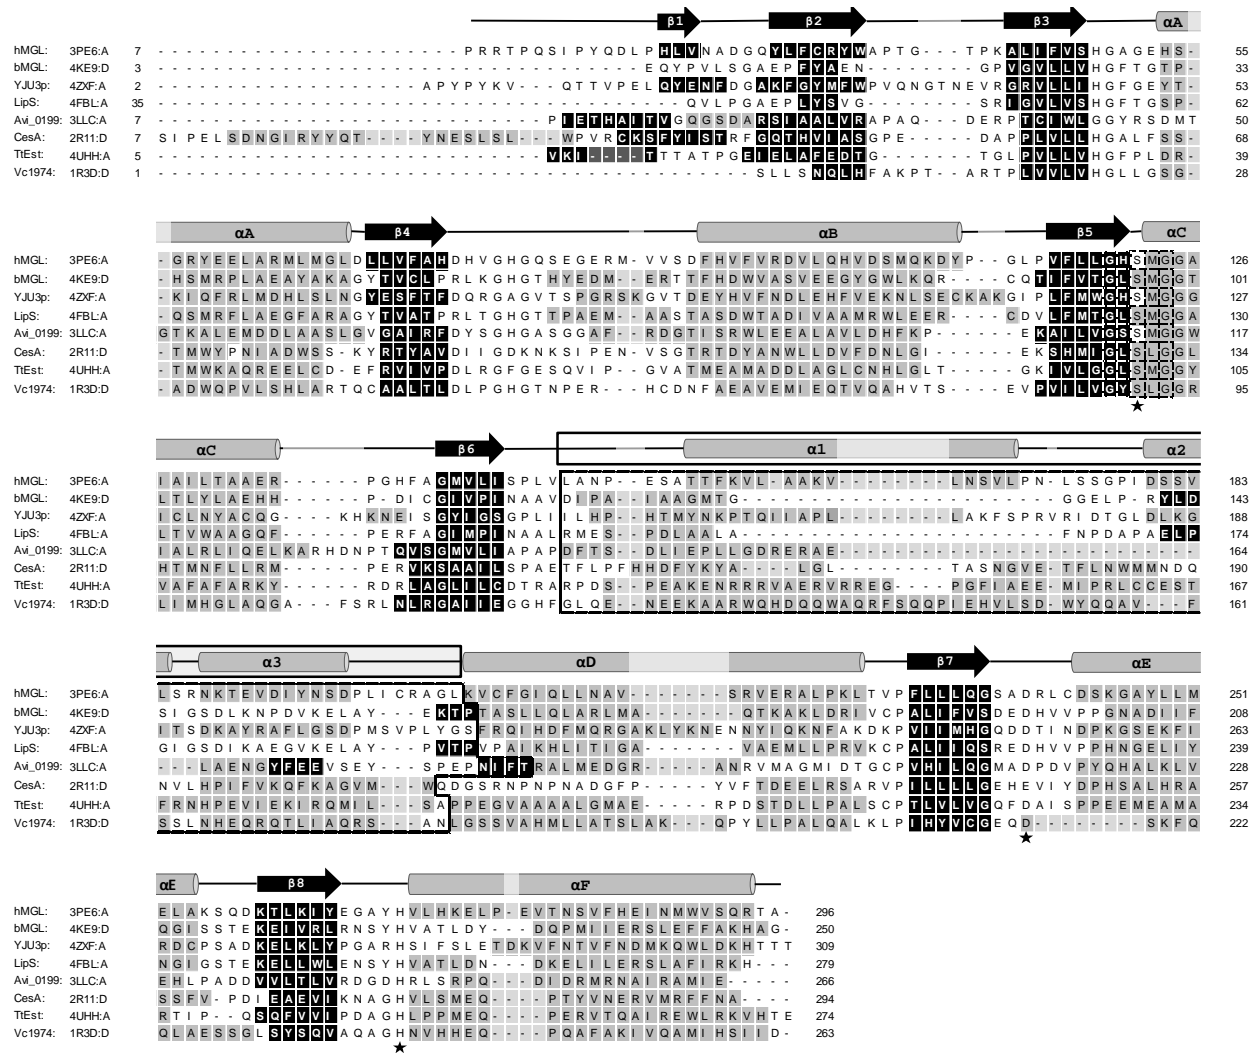 β1 β2 β3 αA
hMGL: 3PE6:A 7 -----------------------PRRTPQSIPYQDLPHLVNADGQYLFCRYWAPTG---TPKALIFVSHGAGEHS- 55
bMGL: 4KE9:D 3 ------------------------------------EQYPVLSGAEPFYAEN--------GPVGVLLVHGFTGTP- 33
YJU3p: 4ZXF:A 2 --------------------APYPYKV---QTTVPELQYENFDGAKFGYMFWPVQNGTNEVRGRVLLIHGFGEYT- 53
LipS: 4FBL:A 35 ---------------------------------------QVLPGAEPLYSVG--------SRIGVLLVSHGFTGSP- 62
Avi_0199: 3LLC:A 7 -----------------------------PIETHAITVGQGSDARSIAALVRAPAQ---DERPTCIWLGGYRSDMT 50
CesA: 2R11:D 7 SIPELSDNGIRYYQT----YNESLSL---WPVRCKSFYISTRFGQTHVIASGPE-----DAPPLVLLHGALFSS- 68
TtEst: 4UHH:A 5 ----------------------------VKI-----TTTATPGEIELAFEDTG--------TGLPVLLVHGFPLDR- 39
Vc1974: 1R3D:D 1 --------------------------------------------SLLSNQLHFAKPT--ARTPLVVLVHGLLGSG- 28
αA β4 αB β5 αC
hMGL: 3PE6:A -GRYEELARMLMGLDLLVFAHDHVGHGQSEGERM-VVSDFHVFVRDVLQHVDSMQKDYP--GLPVFLLGHSMGGA 126
bMGL: 4KE9:D -HSMRPLAEAYAKAGYTVCLPRLKGHGTHYEDM--ERTTFHDWVASVEEGYGWLKQR----CQTIFVTGLSMGGT 101
YJU3p: 4ZXF:A -KIQFRLMDHLSLNGYESFTFDQRGAGVTSPGRSKGVTDEYHVFNDLEHFVEKNLSECKAKGIPLFMWGHSMGGG 127
LipS: 4FBL:A -QSMRFLAEGFARAGYTVATPRLTGHGTTPAEM--AASTASDWTADIVAAMRWLEER----CDVLFMTGLSMGGA 130
Avi_0199: 3LLC:A GTKALEMDDLAASLGVGAIRFDYSGHGASGGAF--RDGTISRWLEEALAVLDHFKP-----EKAILVGSSMGGW 117
CesA: 2R11:D -TMWYPNIADWSS-KYRTYAVDIIGDKNKSIPEN-VSGTRTDYANWLLDVFDNLGI-----EKSHMIGLSLGGL 134
TtEst: 4UHH:A -TMWKAQREELCD-EFRVIVPDLRGFGESQVIP--GVATMEAMADDLAGLCNHLGLT----GKIVLGGLSMGGY 105
Vc1974: 1R3D:D -ADWQPVLSHLARTQCAALTLDLPGHGTNPER---HCDNFAEAVEMIEQTVQAHVTS---EVPVILVGYSLGGR 95
★
αC β6 α1 α2
hMGL: 3PE6:A IAILTAAER------PGHFAGMVLISPLVLANP--ESATTFKVL-AAKV--------LNSVLPN-LSSGPIDSSV 183
bMGL: 4KE9:D LTLYLAEHH------P-DICGIVPINAAVDIPA--IAAGMTG---------------------GGELP-RYLD 143
YJU3p: 4ZXF:A ICLNYACQG----KHKNEISGYIGSGPLIILHP--HTMYNKPTQIIAPL--------LAKFSPRVRIDTGLDLKG 188
LipS: 4FBL:A LTVWAAGQF------PERFAGIMPINAALRMES--PDLAALA---------------------FNPDAPAELP 174
Avi_0199: 3LLC:A IALRLIQELKARHDNPTQVSGMVLIAPAPDFTS--DLIEPLLGDRERAE------------------------- 164
CesA: 2R11:D HTMNFLLRM------PERVKSAAILSPAETFLPFHHDFYKYA----LGL--------TASNGVE-TFLNWMMNDQ 190
TtEst: 4UHH:A VAFAFARKY------RDRLAGLILCDTRARPDS--PEAKENRRRVAERVRREG----PGFIAEE-MIPRLCCEST 167
Vc1974: 1R3D:D LIMHGLAQGA----FSRLNLRGAIIEGGHFGLQE--NEEKAARWQHDQQWAQRFSQQPIEHVLSD-WYQQAV---F 161
α3 αD β7 αE
hMGL: 3PE6:A LSRNKTEVDIYNSDPLICRAGLKVCFGIQLLNAV-------SRVERALPKLTVPFLLLQGSADRLCDSKGAYLLM 251
bMGL: 4KE9:D SIGSDLKNPDVKELAY---EKTPTASLLQLARLMA------QTKAKLDRIVCPALIFVSDEDHVVPPGNADIIF 208
YJU3p: 4ZXF:A ITSDKAYRAFLGSDPMSVPLYGSFRQIHDFMQRGAKLYKNENNYIQKNFAKDKPVIIMHGQDDTINDPKGSEKFI 263
LipS: 4FBL:A GIGSDIKAEGVKELAY---PVTPVPAIKHLITIGA------VAEMLLPRVKCPALIIQSREDHVVPPHNGELIY 239
Avi_0199: 3LLC:A ---LAENGYFEEVSEY---SPEPNIFTRALMEDGR-----ANRVMAGMIDTGCPVHILQGMADPDVPYQHALKLV 228
CesA: 2R11:D NVLHPIFVKQFKAGVM--WQDGSRNPNPNADGFP------YVFTDEELRSARVPILLLLGEHEVIYDPHSALHRA 257
TtEst: 4UHH:A FRNHPEVIEKIRQMIL---SAPPEGVAAAALGMAE-----RPDSTDLLPALSCPTLVLVGQFDAISPPEEMEAMA 234
Vc1974: 1R3D:D SSLNHEQRQTLIAQRS---ANLGSSVAHMLLATSLAK---QPYLLPALQALKLPIHYVCGEQD--------SKFQ 222
★
αE β8 αF
hMGL: 3PE6:A ELAKSQDKTLKIYEGAYHVLHKELP-EVTNSVFHEINMWVSQRTA- 296
bMGL: 4KE9:D QGISSTEKEIVRLRNSYHVATLDY---DQPMIIERSLEFFAKHAG- 250
YJU3p: 4ZXF:A RDCPSADKELKLYPGARHSIFSLETDKVFNTVFNDMKQWLDKHTTT 309
LipS: 4FBL:A NGIGSTEKELLWLENSYHVATLDN---DKELILERSLAFIRKH--- 279
Avi_0199: 3LLC:A EHLPADDVVLTLVRDGDHRLSRPQ---DIDRMRNAIRAMIE----- 266
CesA: 2R11:D SSFV-PDIEAEVIKNAGHVLSMEQ---PTYVNERVMRFFNA---- 294
TtEst: 4UHH:A RTIP--QSQFVVIPDAGHLPPMEQ---PERVTQAIREWLRKVHTE 274
Vc1974: 1R3D:D QLAESSGLSYSQVAQAGHNVHHEQ---PQAFAKIVQAMIHSIID- 263
★